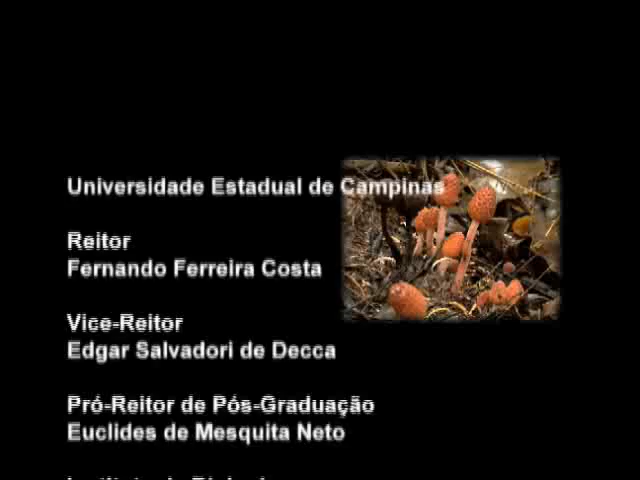 Universidade Estadual de Campinas
Reitor
Fernando Ferreira Costa
Vice-Reitor
Edgar Salvadori de Decca
Pró-Reitor de Pós-Graduação
Euclides de Mesquita Neto